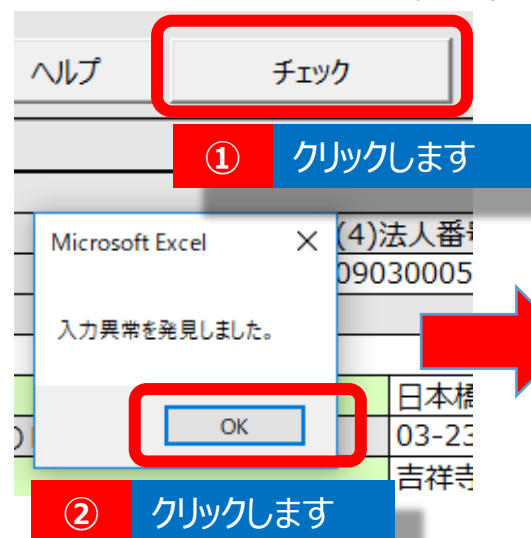 ヘルプ
チェック
① クリックします
Microsoft Excel
(4)法人番
09030005
入力異常を発見しました。
日本橋
OK
03-23
吉祥寺
② クリックします